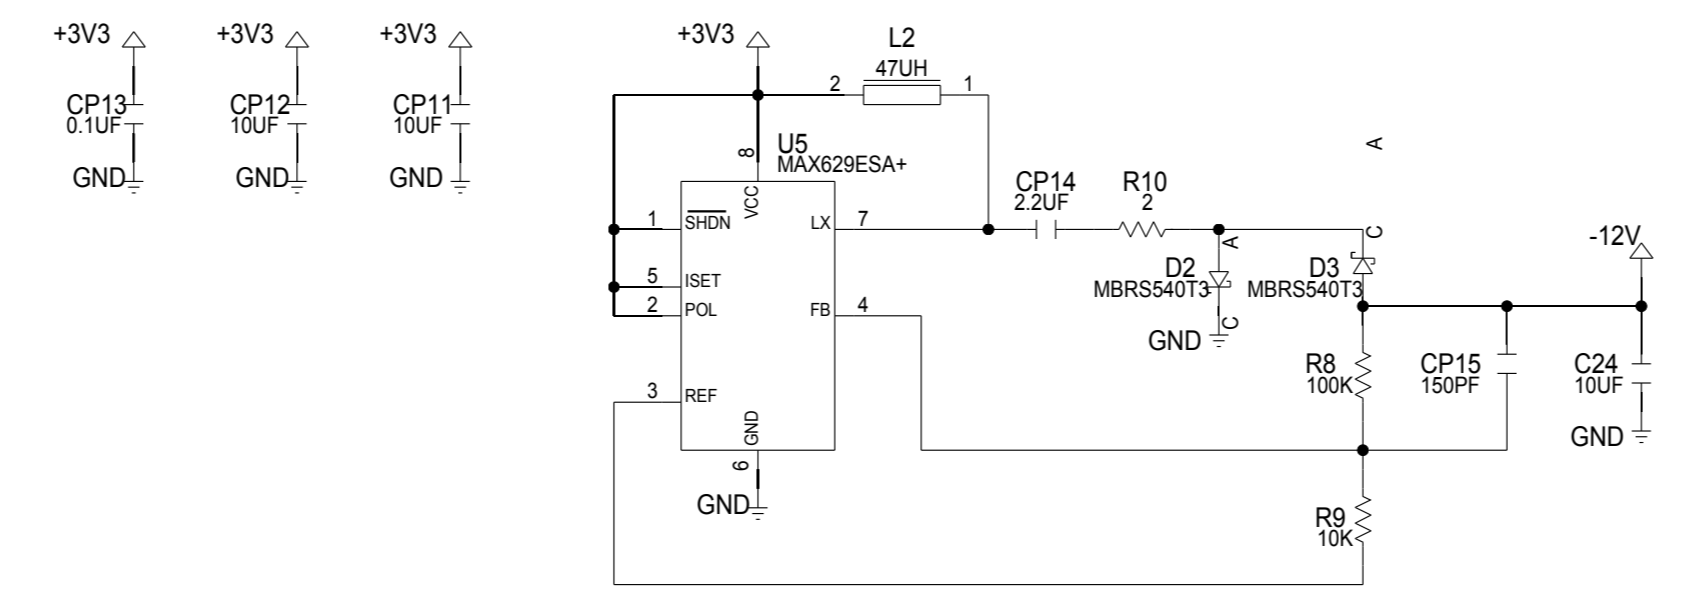 +3V3
CP13
0.1UF
GND
+3V3
CP12
10UF
GND
+3V3
CP11
10UF
GND
+3V3
L2
47UH
2
1
U5
MAX629ESA+
8
VCC
1
SHDN
5
ISET
2
POL
3
REF
LX
7
FB
4
GND
6
GND
CP14
2.2UF
R10
2
A
D2
MBRS540T3
C
GND
A
C
D3
MBRS540T3
-12V
R8
100K
CP15
150PF
C24
10UF
GND
R9
10K